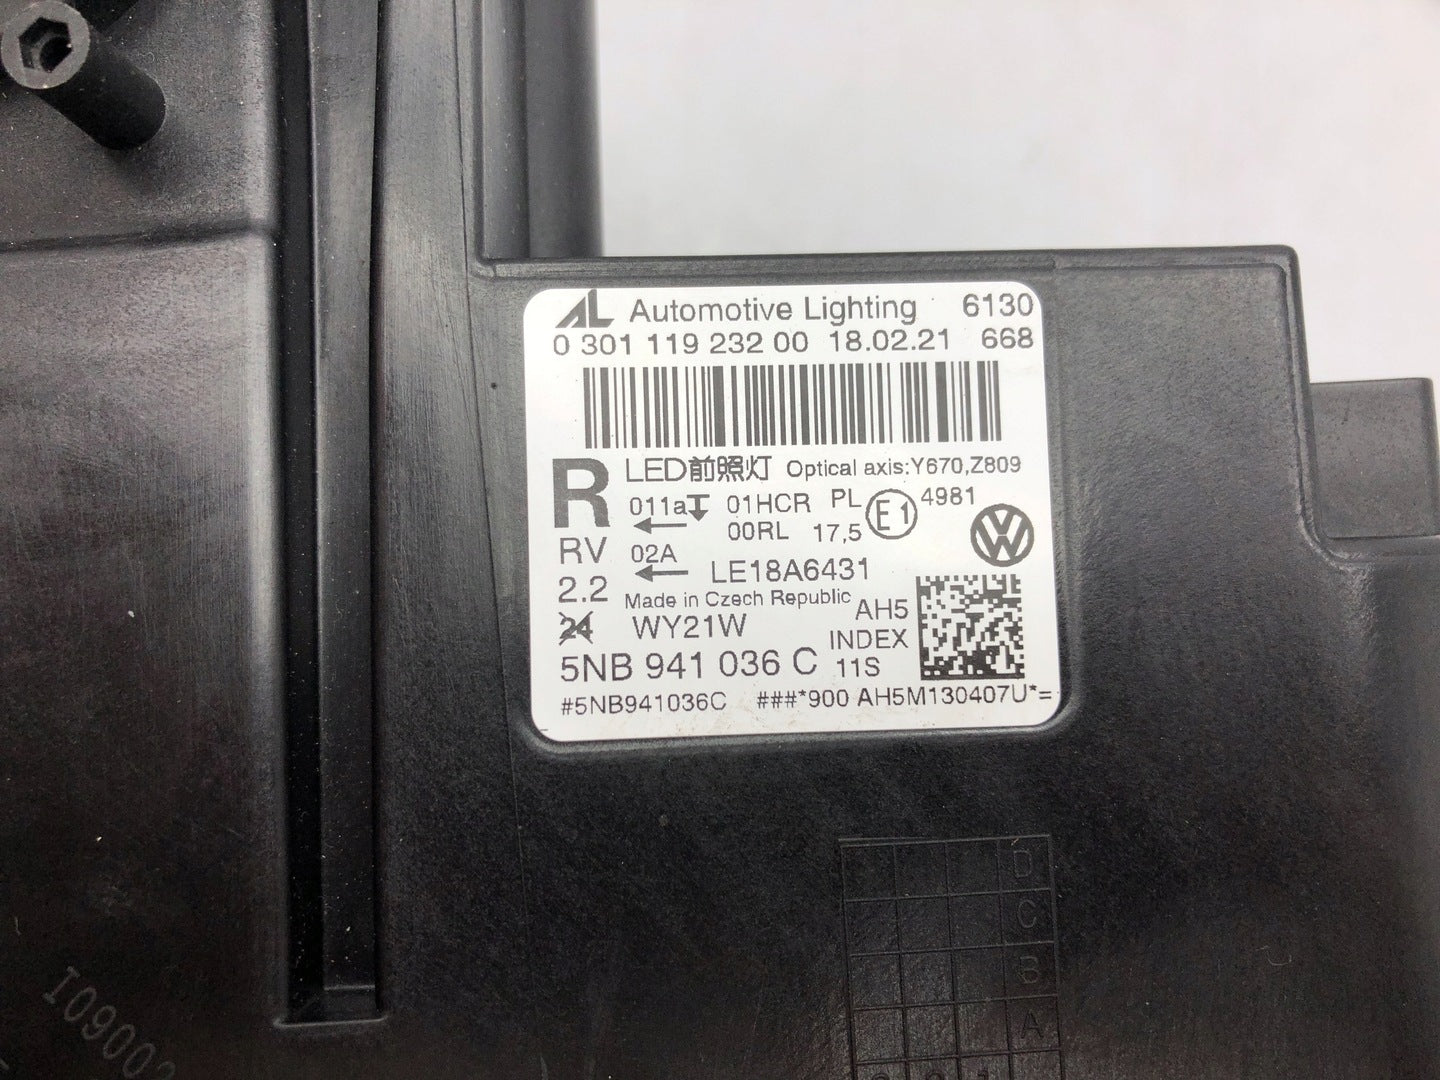 AL Automotive Lighting 6130
0 301 119 232 00 18.02.21 668
R LED前照灯 Optical axis:Y670,Z809
011a 01HCR PL E1 4981
00RL 17,5
RV 02A
2.2 LE18A6431
Made in Czech Republic
24 WY21W AH5
INDEX
5NB 941 036 C 11S
#5NB941036C ###*900 AH5M130407U*=
D
C
B
A